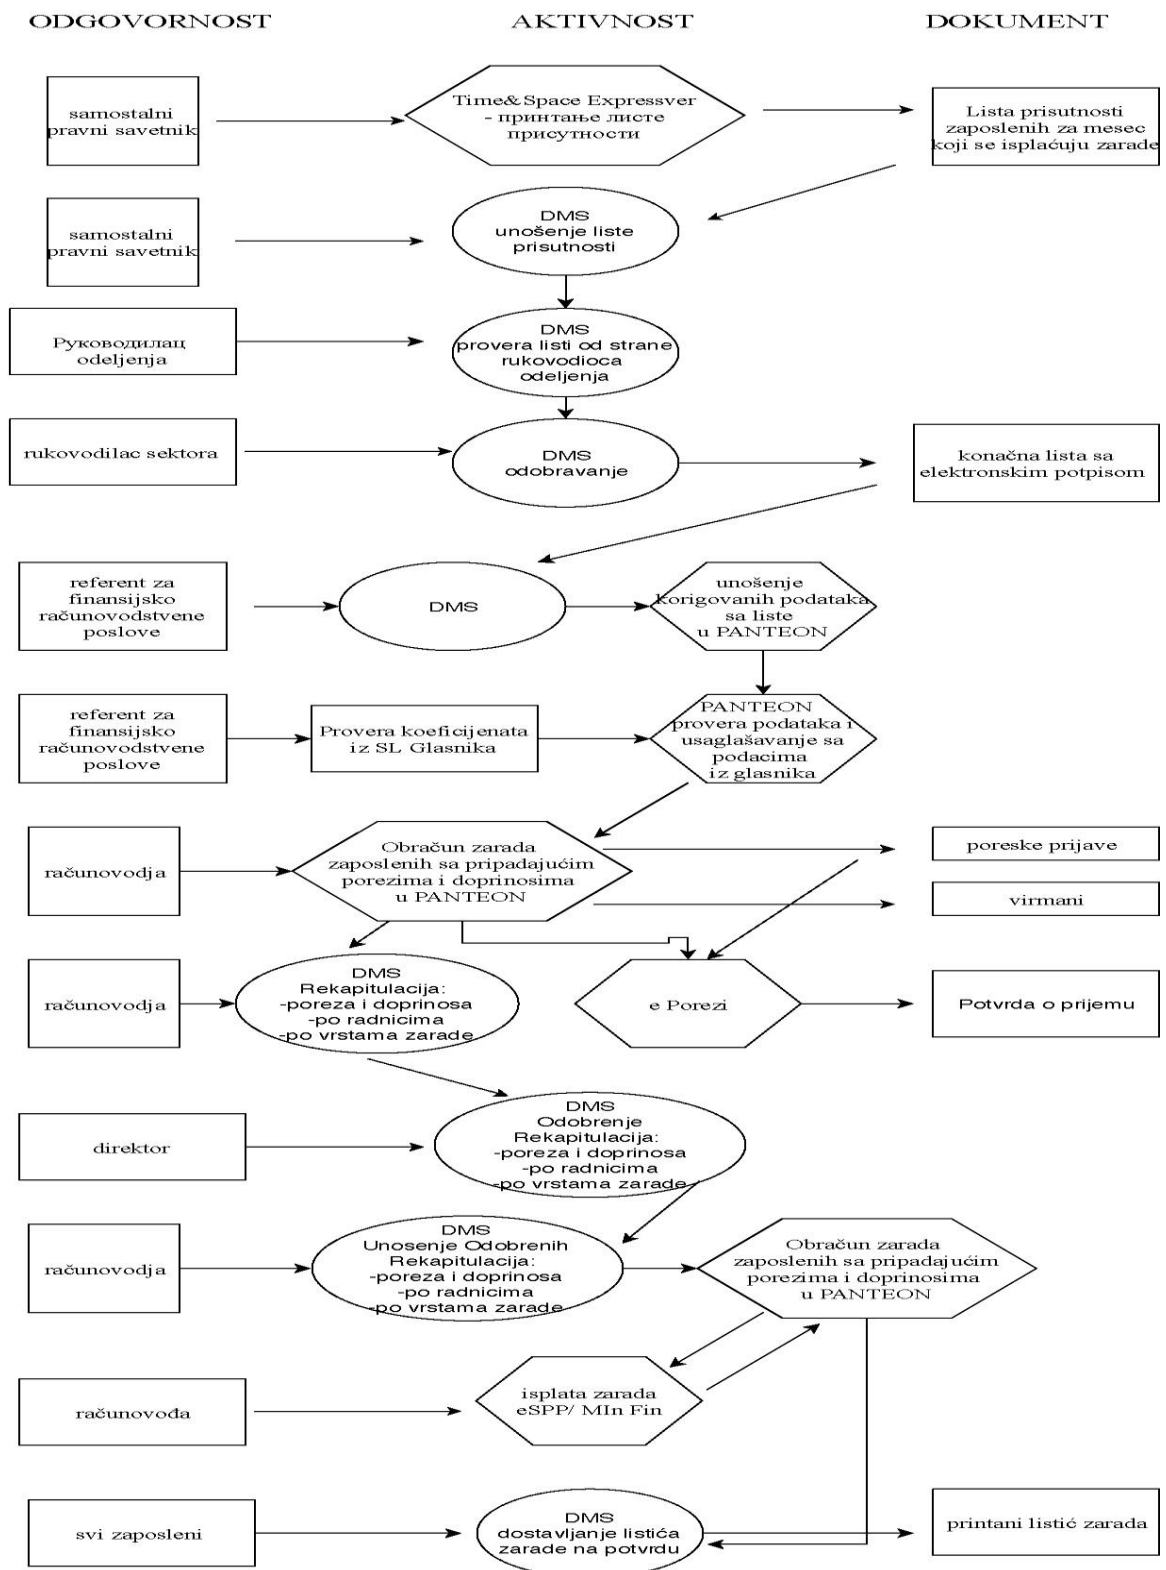 ODGOVORNOST
AKTIVNOST
DOKUMENT
samostalni
pravni savetnik
Time&Space Expressver
- принтање листе
присутности
Lista prisutnosti
zaposlenih za mesec
koji se isplaćuju zarade
samostalni
pravni savetnik
DMS
unošenje liste
prisutnosti
Руководилац
odeljenja
DMS
provera listi od strane
rukovodioca
odeljenja
rukovodilac sektora
DMS
odobravanje
konačna lista sa
elektronskim potpisom
referent za
finansijsko
računovodstvene
poslove
DMS
unošenje
korigovanih podataka
sa liste
u PANTEON
referent za
finansijsko
računovodstvene
poslove
Provera koeficijenata
iz SL Glasnika
PANTEON
provera podataka i
usaglašavanje sa
podacima
iz glasnika
računovodja
Obračun zarada
zaposlenih sa pripadajućim
porezima i doprinosima
u PANTEON
poreske prijave
virmani
računovodja
DMS
Rekapitulacija:
-poreza i doprinosa
-po radnicima
-po vrstama zarade
e Porezi
Potvrda o prijemu
direktor
DMS
Odobrenje
Rekapitulacija:
-poreza i doprinosa
-po radnicima
-po vrstama zarade
računovodja
DMS
Unosenje Odobrenih
Rekapitulacija:
-poreza i doprinosa
-po radnicima
-po vrstama zarade
Obračun zarada
zaposlenih sa pripadajućim
porezima i doprinosima
u PANTEON
računovođa
isplata zarada
eSPP/ MIn Fin
svi zaposleni
DMS
dostavljanje listića
zarade na potvrdu
printani listić zarada